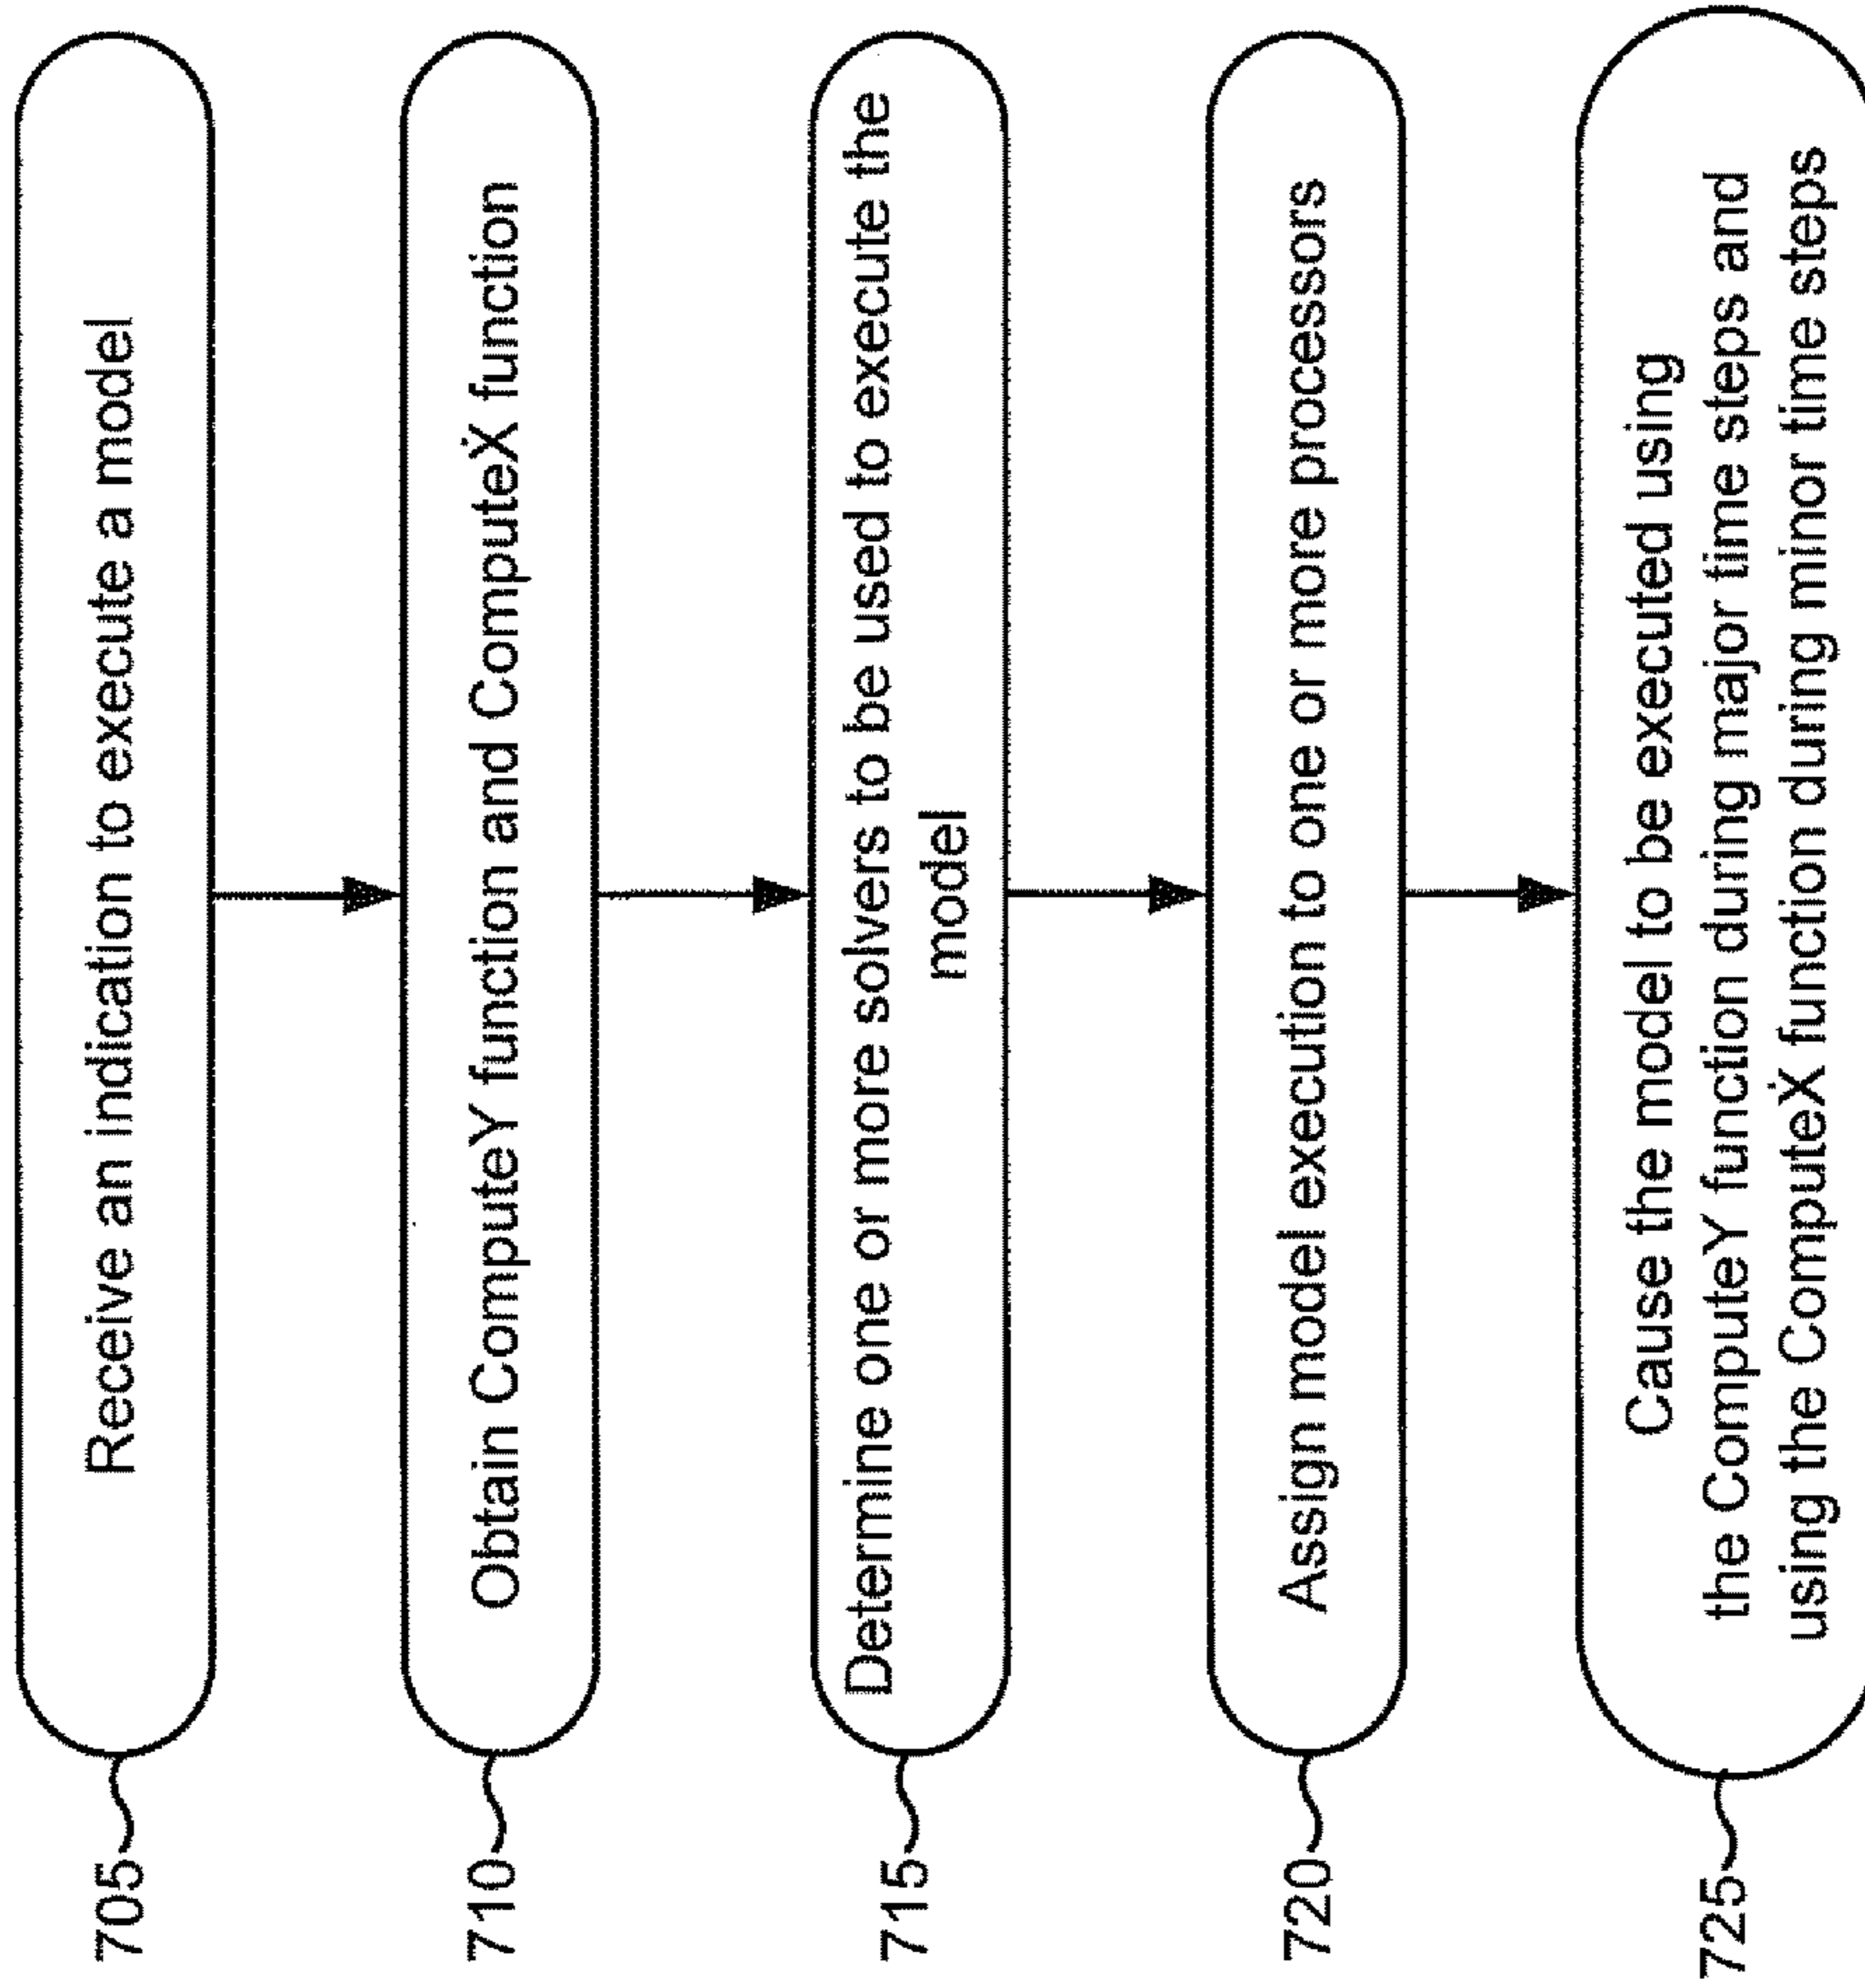 705
Receive an indication to execute a model
710
Obtain ComputeY function and ComputeẊ function
715
Determine one or more solvers to be used to execute the
model
720
Assign model execution to one or more processors
725
Cause the model to be executed using
the ComputeY function during major time steps and
using the ComputeẊ function during minor time steps